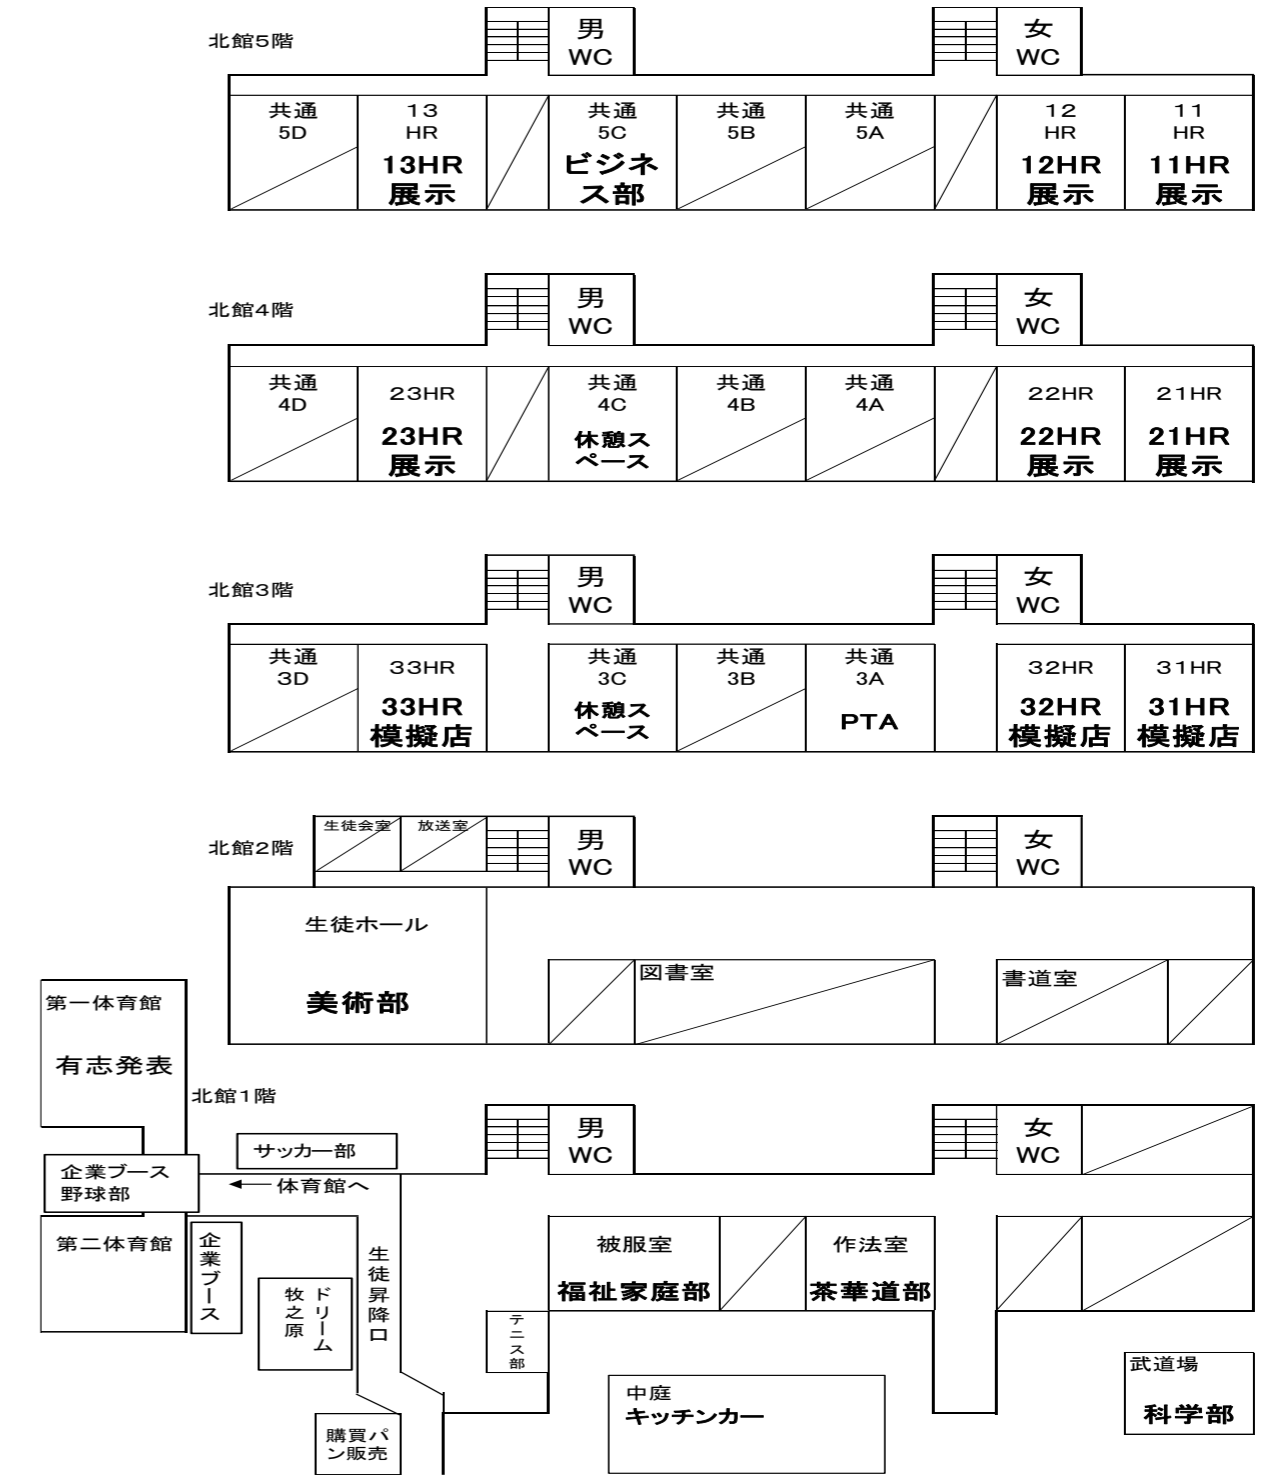 北館5階
男
WC
女
WC
共通
5D
13
HR
13HR
展示
共通
5C
ビジネ
ス部
共通
5B
共通
5A
12
HR
12HR
展示
11
HR
11HR
展示
北館4階
男
WC
女
WC
共通
4D
23HR
23HR
展示
共通
4C
休憩ス
ペース
共通
4B
共通
4A
22HR
22HR
展示
21HR
21HR
展示
北館3階
男
WC
女
WC
共通
3D
33HR
33HR
模擬店
共通
3C
休憩ス
ペース
共通
3B
共通
3A
PTA
32HR
32HR
模擬店
31HR
31HR
模擬店
北館2階
生徒会室
放送室
男
WC
女
WC
生徒ホール
美術部
図書室
書道室
第一体育館
有志発表
北館1階
男
WC
女
WC
サッカー部
企業ブース
野球部
体育館へ
第二体育館
企業ブース
ドリーム
牧之原
生徒昇降口
被服室
福祉家庭部
作法室
茶華道部
テニス部
中庭
キッチンカー
武道場
科学部
購買パ
ン販売